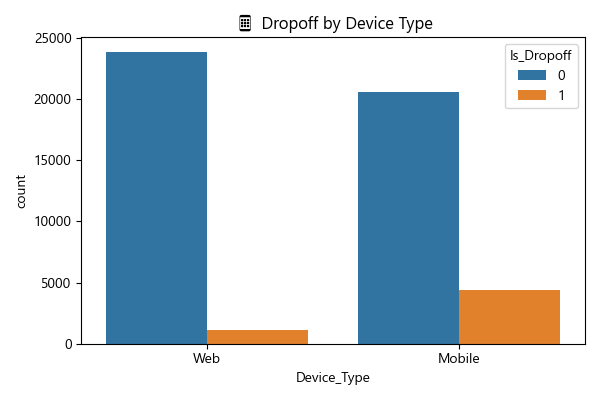 🖩 Dropoff by Device Type
Is_Dropoff
0
1
25000
20000
15000
10000
5000
0
count
Web
Mobile
Device_Type